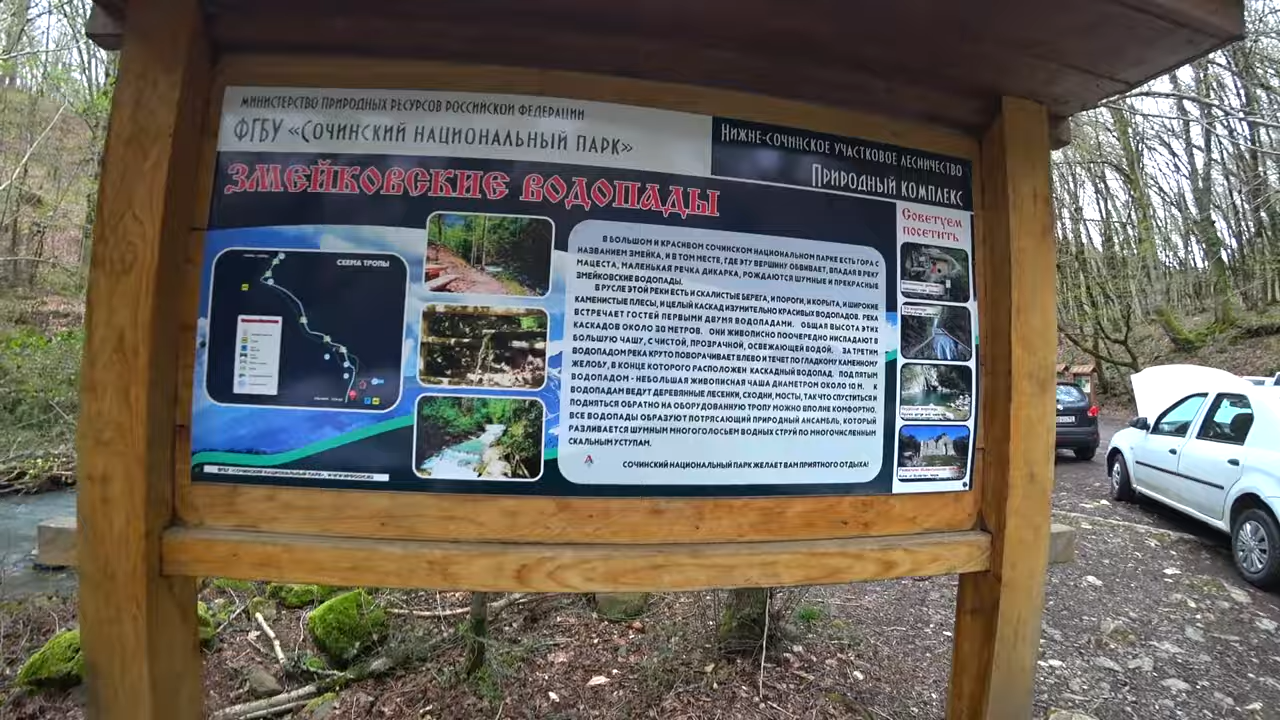 МИНИСТЕРСТВО ПРИРОДНЫХ РЕСУРСОВ РОССИЙСКОЙ ФЕДЕРАЦИИ
ФГБУ «СОЧИНСКИЙ НАЦИОНАЛЬНЫЙ ПАРК»
НИЖНЕ-СОЧИНСКОЕ УЧАСТКОВОЕ ЛЕСНИЧЕСТВО
ПРИРОДНЫЙ КОМПЛЕКС
ЗМЕЙКОВСКИЕ ВОДОПАДЫ
СХЕМА ТРОПЫ
В БОЛЬШОМ И КРАСИВОМ СОЧИНСКОМ НАЦИОНАЛЬНОМ ПАРКЕ ЕСТЬ ГОРА С
НАЗВАНИЕМ ЗМЕЙКА, И В ТОМ МЕСТЕ, ГДЕ ЭТУ ВЕРШИНУ ОБВИВАЕТ, ВПАДАЯ В РЕКУ
МАЦЕСТА, МАЛЕНЬКАЯ РЕЧКА ДИКАРКА, РОЖДАЮТСЯ ШУМНЫЕ И ПРЕКРАСНЫЕ
ЗМЕЙКОВСКИЕ ВОДОПАДЫ.
В РУСЛЕ ЭТОЙ РЕКИ ЕСТЬ И СКАЛИСТЫЕ БЕРЕГА, И ПОРОГИ, И КОРЫТА, И ШИРОКИЕ
КАМЕНИСТЫЕ ПЛЕСЫ, И ЦЕЛЫЙ КАСКАД ИЗУМИТЕЛЬНО КРАСИВЫХ ВОДОПАДОВ. РЕКА
ВСТРЕЧАЕТ ГОСТЕЙ ПЕРВЫМИ ДВУМЯ ВОДОПАДАМИ. ОБЩАЯ ВЫСОТА ЭТИХ
КАСКАДОВ ОКОЛО 30 МЕТРОВ. ОНИ ЖИВОПИСНО ПООЧЕРЕДНО НИСПАДАЮТ В
БОЛЬШУЮ ЧАШУ, С ЧИСТОЙ, ПРОЗРАЧНОЙ, ОСВЕЖАЮЩЕЙ ВОДОЙ. ЗА ТРЕТИМ
ВОДОПАДОМ РЕКА КРУТО ПОВОРАЧИВАЕТ ВЛЕВО И ТЕЧЕТ ПО ГЛАДКОМУ КАМЕННОМУ
ЖЕЛОБУ, В КОНЦЕ КОТОРОГО РАСПОЛОЖЕН КАСКАДНЫЙ ВОДОПАД. ПОД ПЯТЫМ
ВОДОПАДОМ - НЕБОЛЬШАЯ ЖИВОПИСНАЯ ЧАША ДИАМЕТРОМ ОКОЛО 10 М. К
ВОДОПАДАМ ВЕДУТ ДЕРЕВЯННЫЕ ЛЕСЕНКИ, СХОДНИ, МОСТЫ, ТАК ЧТО СПУСТИТЬСЯ И
ПОДНЯТЬСЯ ОБРАТНО НА ОБОРУДОВАННУЮ ТРОПУ МОЖНО ВПОЛНЕ КОМФОРТНО.
ВСЕ ВОДОПАДЫ ОБРАЗУЮТ ПОТРЯСАЮЩИЙ ПРИРОДНЫЙ АНСАМБЛЬ, КОТОРЫЙ
РАЗЛИВАЕТСЯ ШУМНЫМ МНОГОГОЛОСЬЕМ ВОДНЫХ СТРУЙ ПО МНОГОЧИСЛЕННЫМ
СКАЛЬНЫМ УСТУПАМ.
СОЧИНСКИЙ НАЦИОНАЛЬНЫЙ ПАРК ЖЕЛАЕТ ВАМ ПРИЯТНОГО ОТДЫХА!
СОВЕТУЕМ
ПОСЕТИТЬ
ФГБУ «СОЧИНСКИЙ НАЦИОНАЛЬНЫЙ ПАРК»